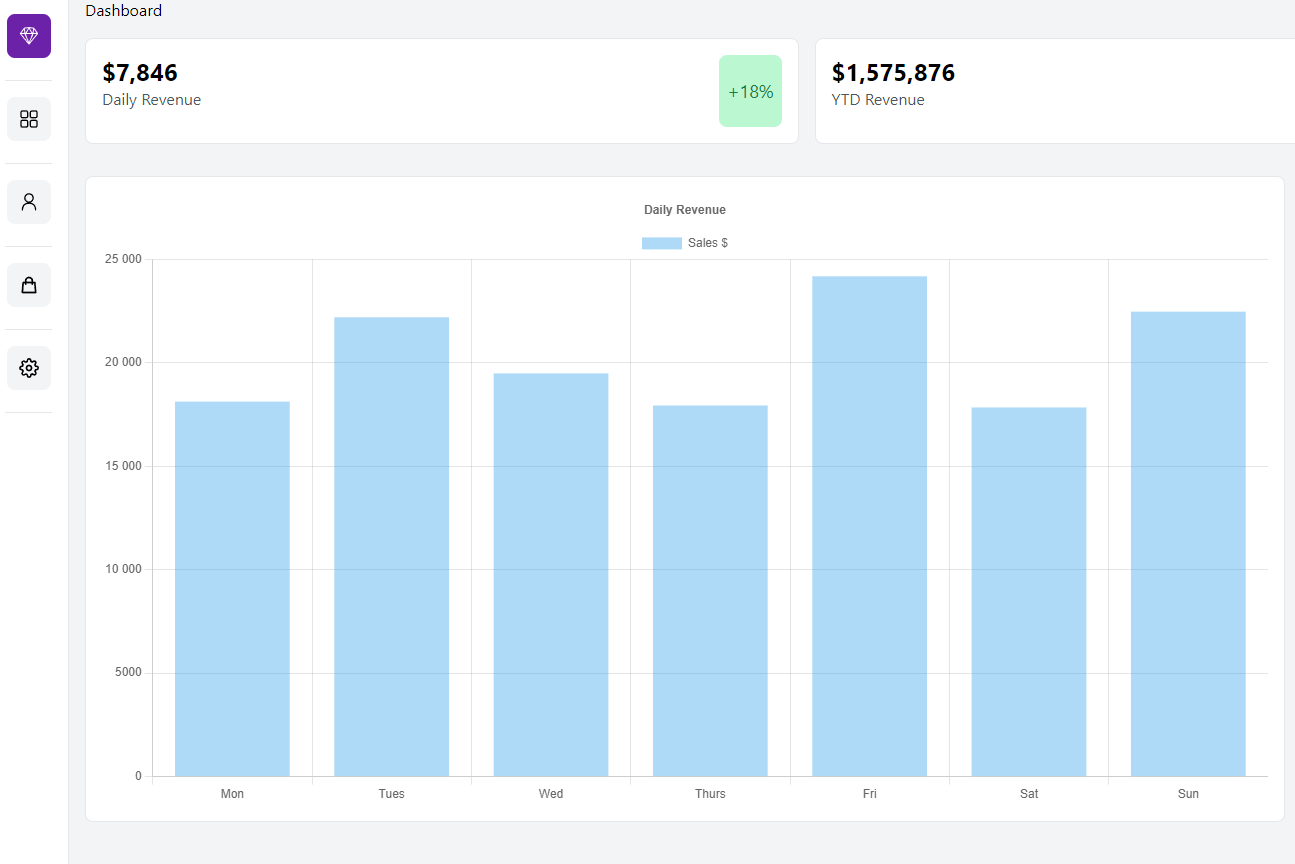 Dashboard
$7,846
Daily Revenue
+18%
$1,575,876
YTD Revenue
Daily Revenue
Sales $
25 000
20 000
15 000
10 000
5000
0
Mon Tues Wed Thurs Fri Sat Sun